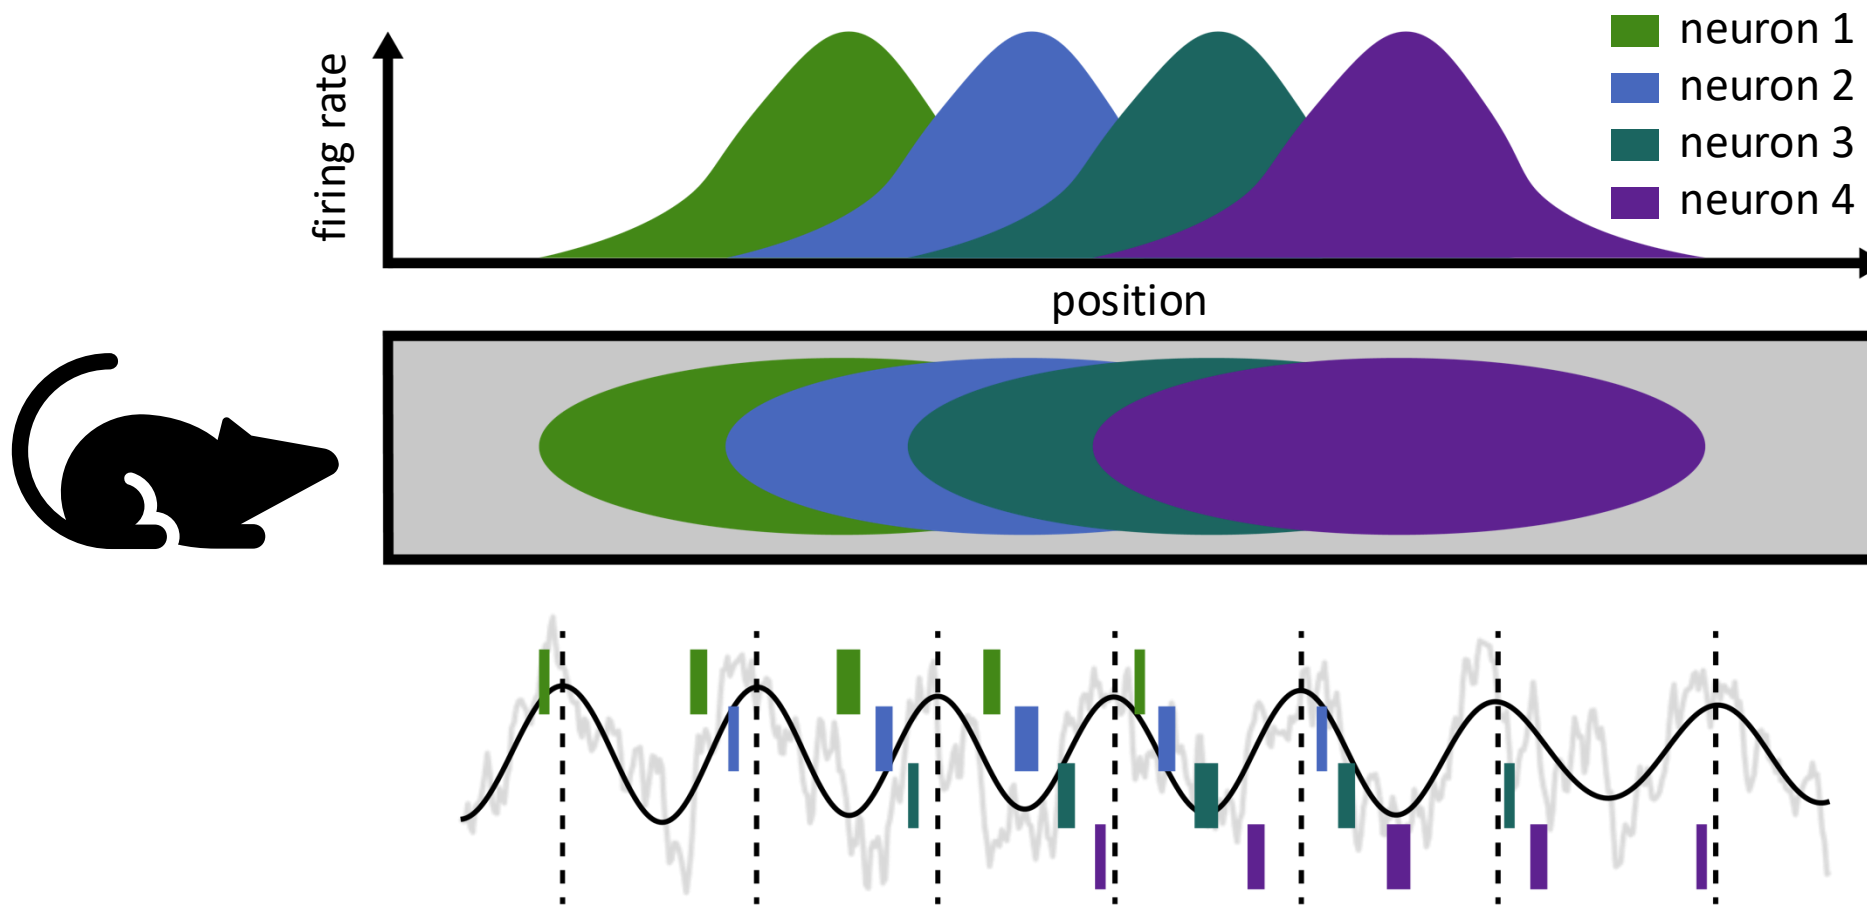 firing rate
neuron 1
neuron 2
neuron 3
neuron 4
position